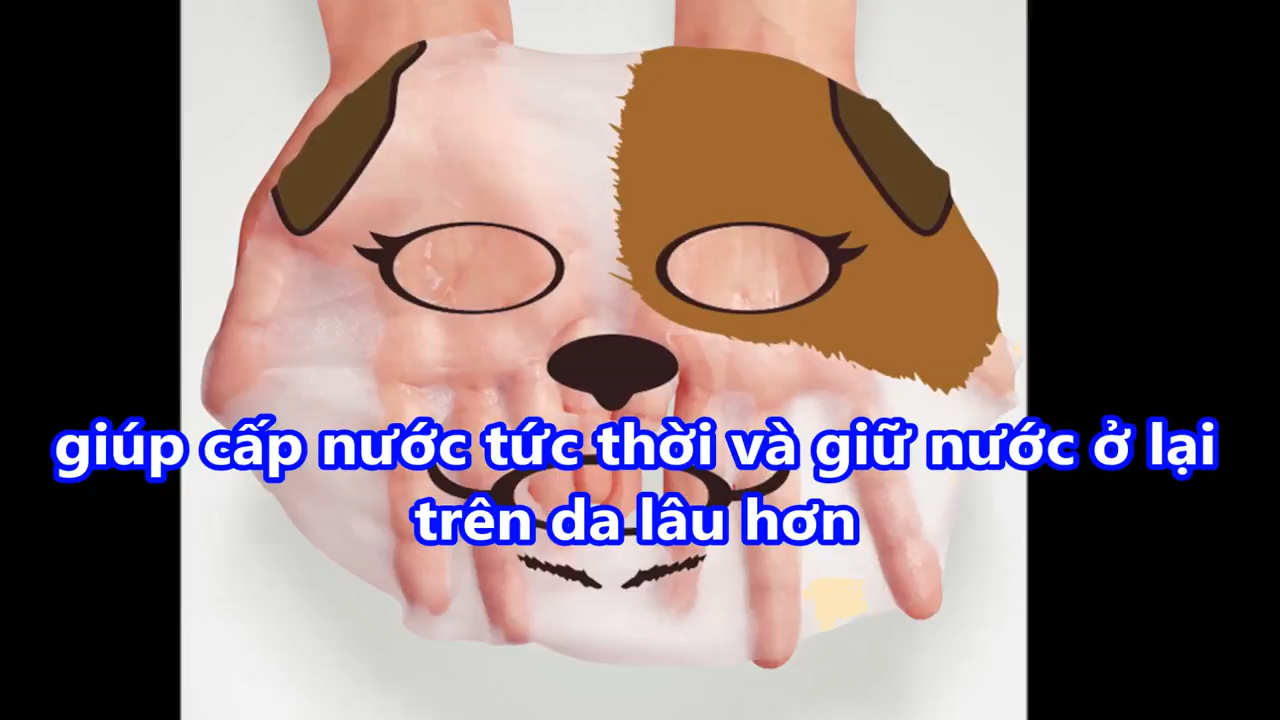 giúp cấp nước tức thời và giữ nước ở lại
trên da lâu hơn